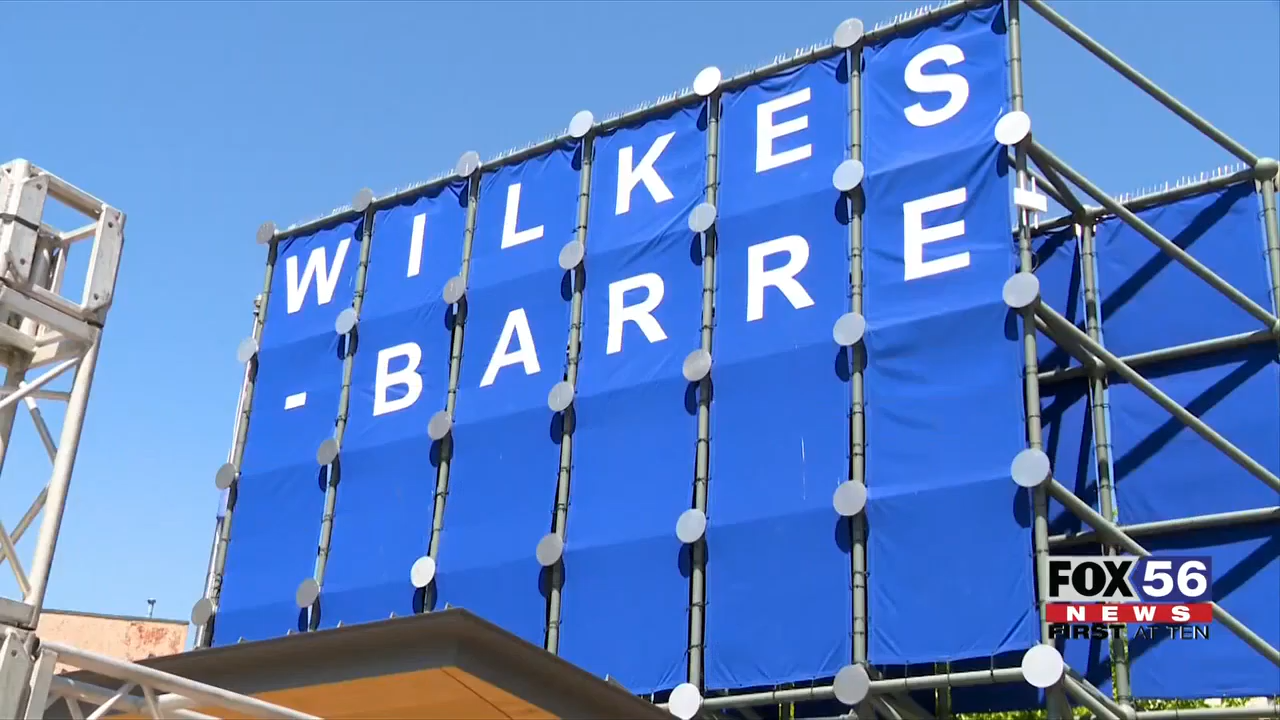 WILKES
-BARRE
FOX 56
NEWS
FIRST AT TEN